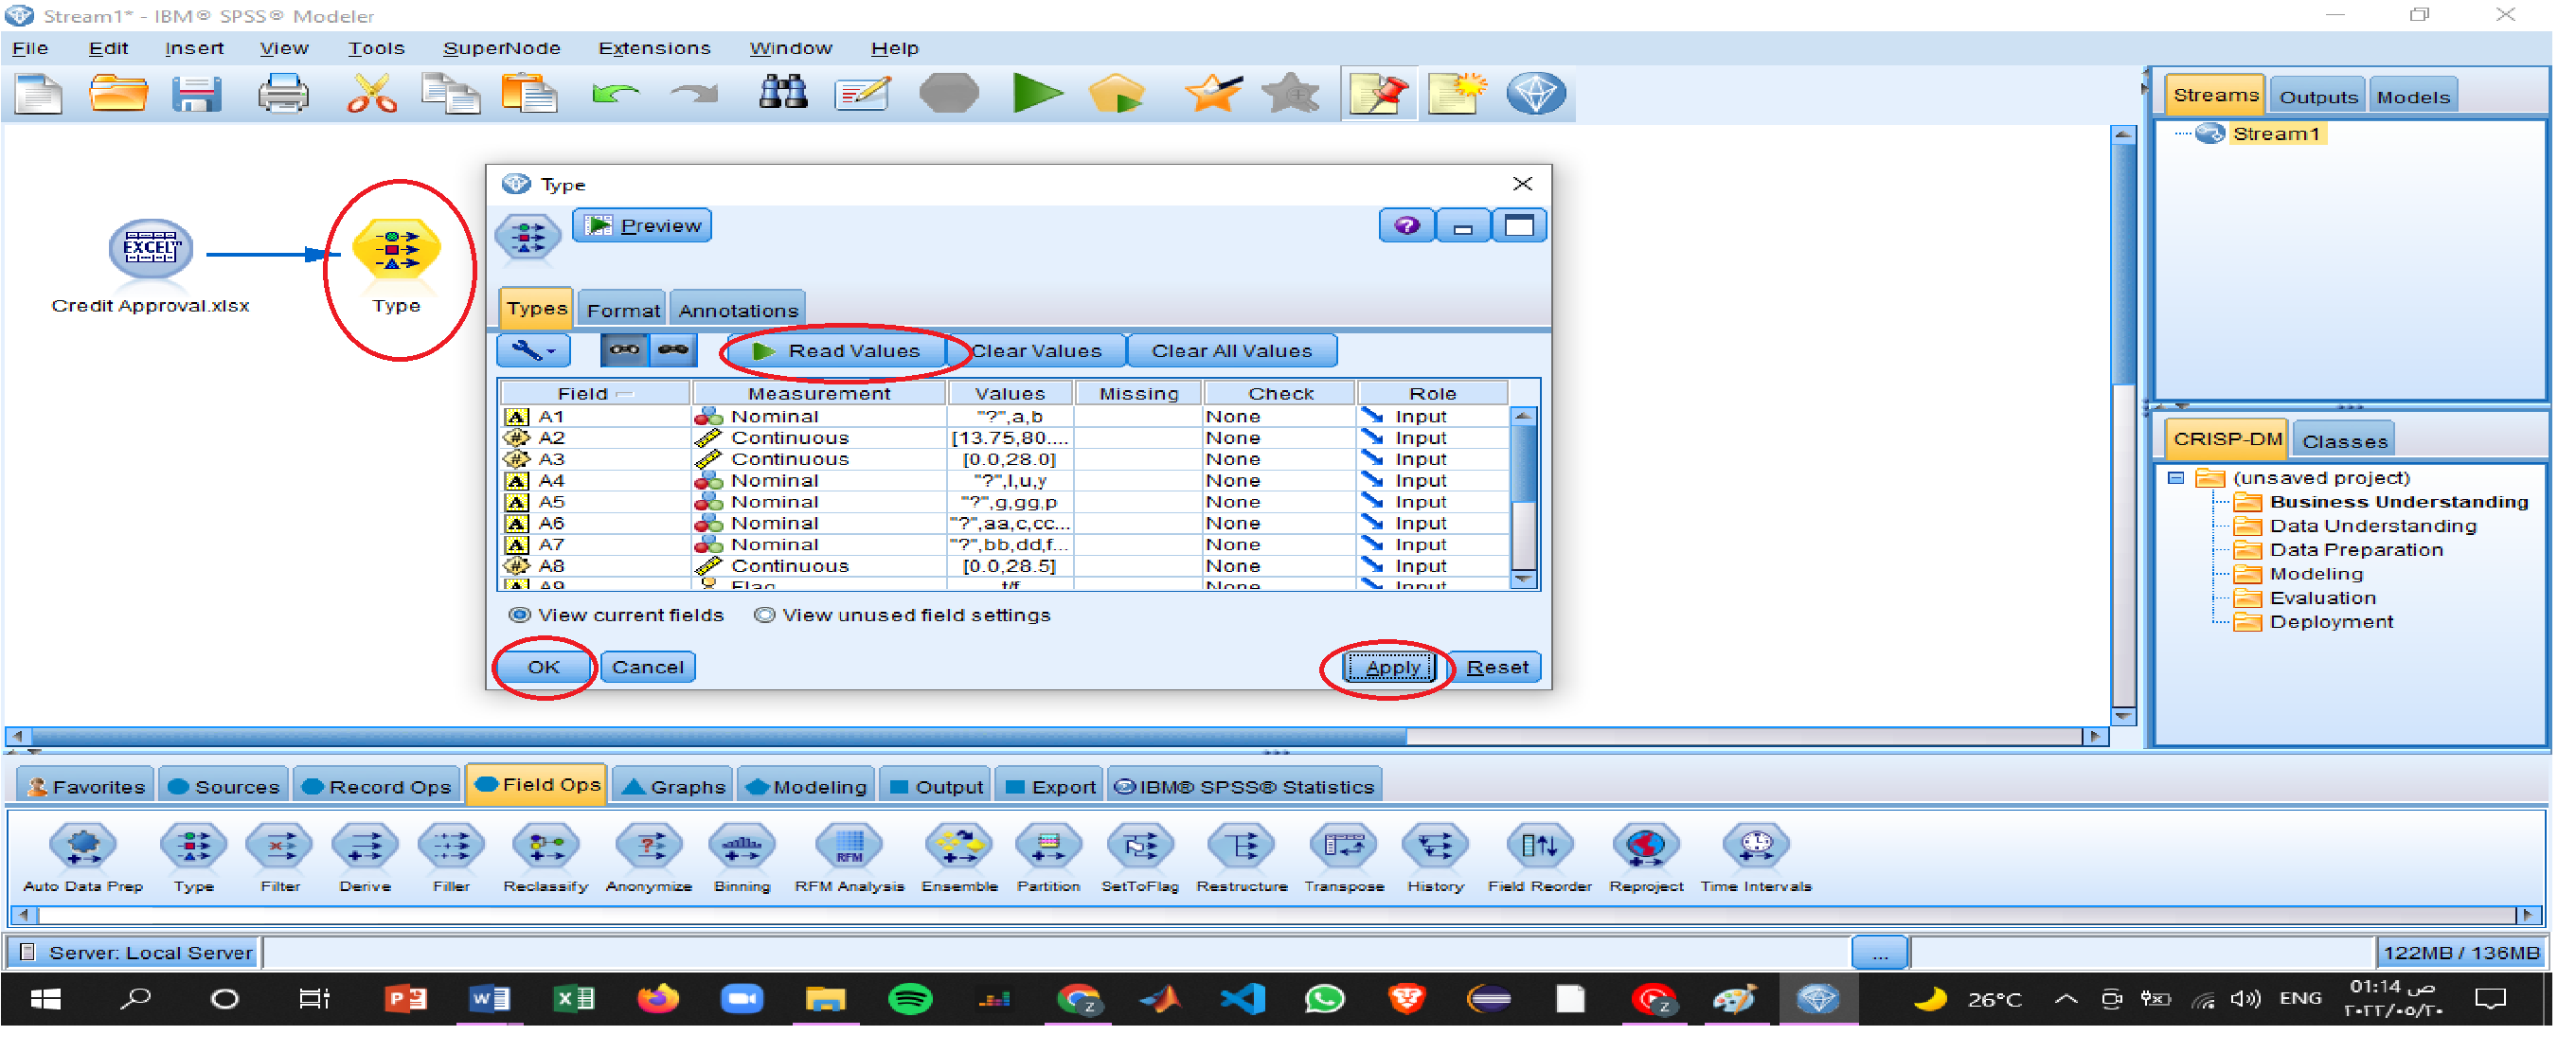 Stream1* - IBM® SPSS® Modeler
File Edit Insert View Tools SuperNode Extensions Window Help
Streams Outputs Models
Stream1
EXCEL™
Credit Approval.xlsx
Type
Type
Preview
Types Format Annotations
Read Values Clear Values Clear All Values
Field Measurement Values Missing Check Role
A A1 Nominal "?",a,b None Input
# A2 Continuous [13.75,80.... None Input
# A3 Continuous [0.0,28.0] None Input
A A4 Nominal "?",l,u,y None Input
A A5 Nominal "?",g,gg,p None Input
A A6 Nominal "?",aa,c,cc... None Input
A A7 Nominal "?",bb,dd,f... None Input
# A8 Continuous [0.0,28.5] None Input
A A9 Flag t/f None Input
View current fields View unused field settings
OK Cancel Apply Reset
CRISP-DM Classes
(unsaved project)
Business Understanding
Data Understanding
Data Preparation
Modeling
Evaluation
Deployment
Favorites Sources Record Ops Field Ops Graphs Modeling Output Export IBM® SPSS® Statistics
RFM
Auto Data Prep Type Filter Derive Filler Reclassify Anonymize Binning RFM Analysis Ensemble Partition SetToFlag Restructure Transpose History Field Reorder Reproject Time Intervals
Server: Local Server ... 122MB / 136MB
26°C ENG 01:14 ص
٢٠٢٢/٠٥/٢٠